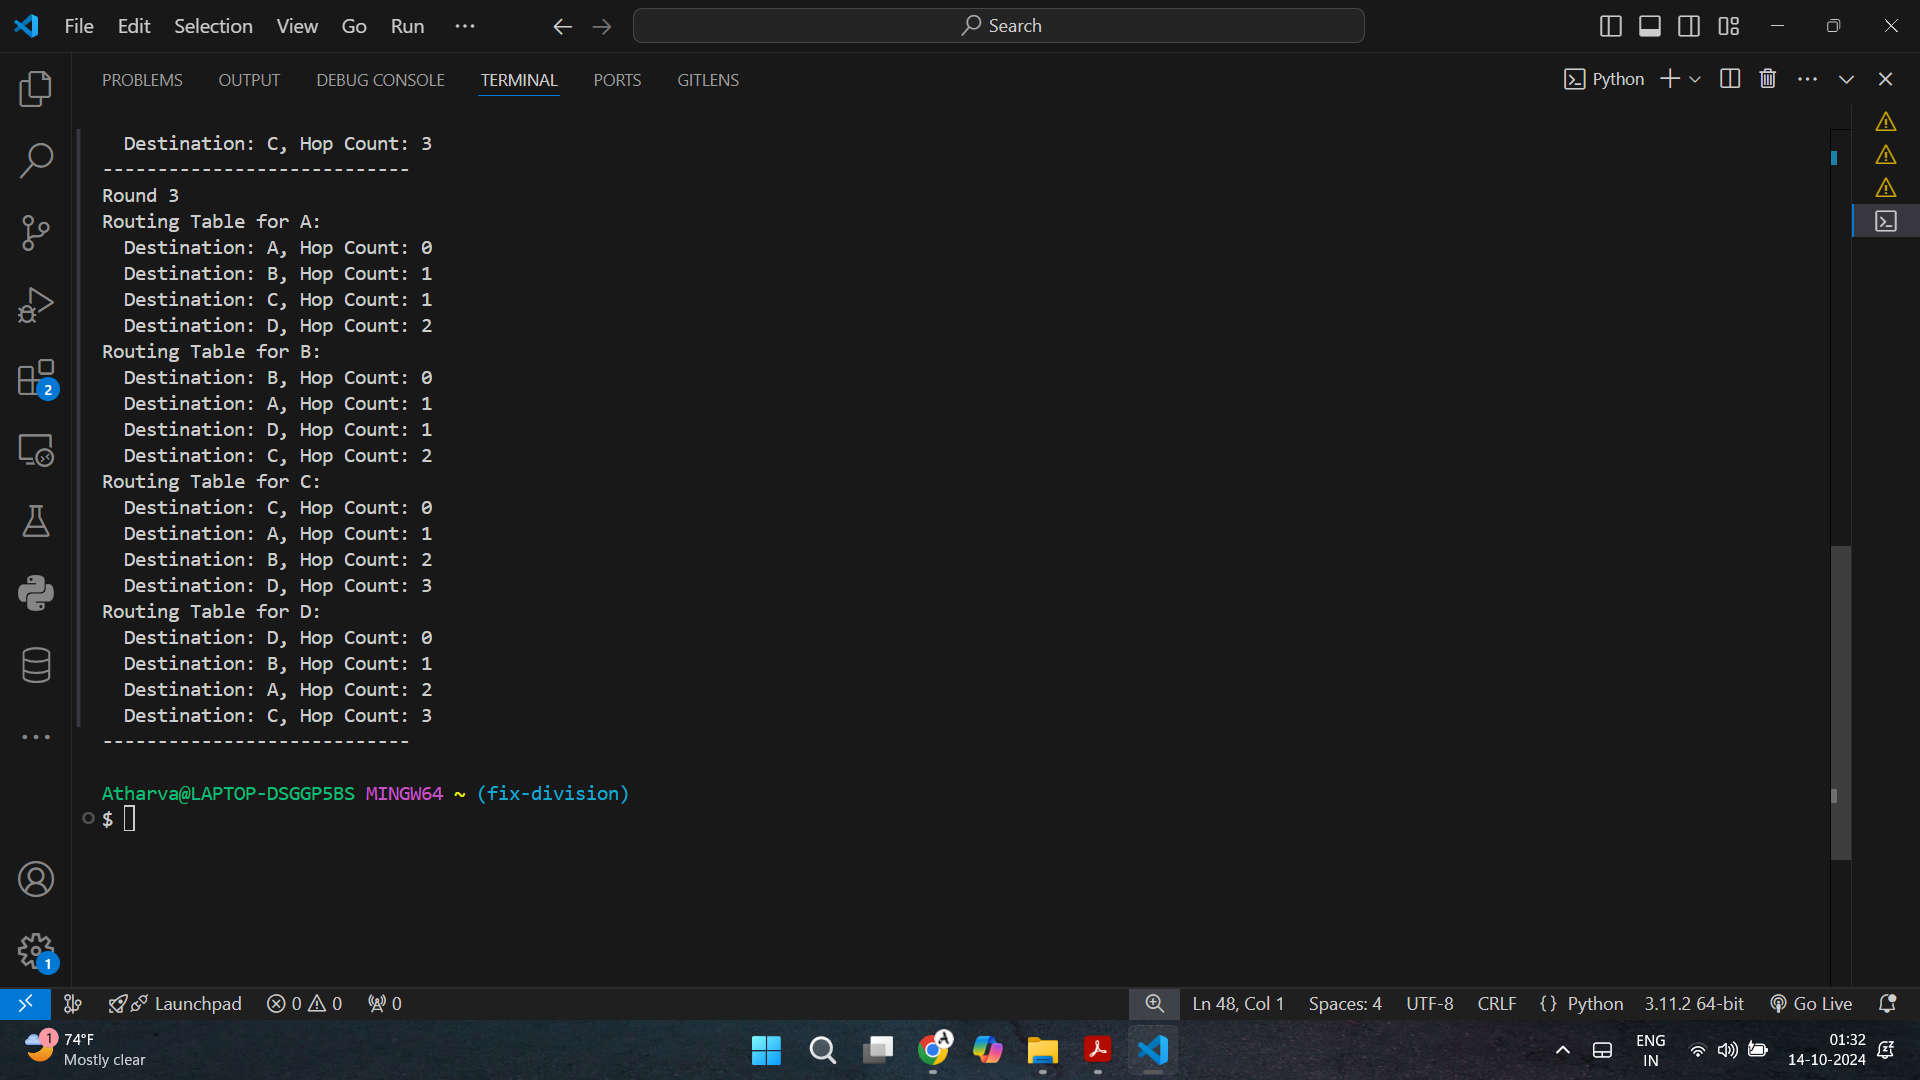 File Edit Selection View Go Run ... Search
PROBLEMS OUTPUT DEBUG CONSOLE TERMINAL PORTS GITLENS Python
Destination: C, Hop Count: 3
----------------------------
Round 3
Routing Table for A:
Destination: A, Hop Count: 0
Destination: B, Hop Count: 1
Destination: C, Hop Count: 1
Destination: D, Hop Count: 2
Routing Table for B:
Destination: B, Hop Count: 0
Destination: A, Hop Count: 1
Destination: D, Hop Count: 1
Destination: C, Hop Count: 2
Routing Table for C:
Destination: C, Hop Count: 0
Destination: A, Hop Count: 1
Destination: B, Hop Count: 2
Destination: D, Hop Count: 3
Routing Table for D:
Destination: D, Hop Count: 0
Destination: B, Hop Count: 1
Destination: A, Hop Count: 2
Destination: C, Hop Count: 3
----------------------------
Atharva@LAPTOP-DSGGP5BS MINGW64 ~ (fix-division)
$
2
1
Launchpad 0 0 0 Ln 48, Col 1 Spaces: 4 UTF-8 CRLF {} Python 3.11.2 64-bit Go Live
1 74°F
Mostly clear
A
ENG
IN
01:32
14-10-2024